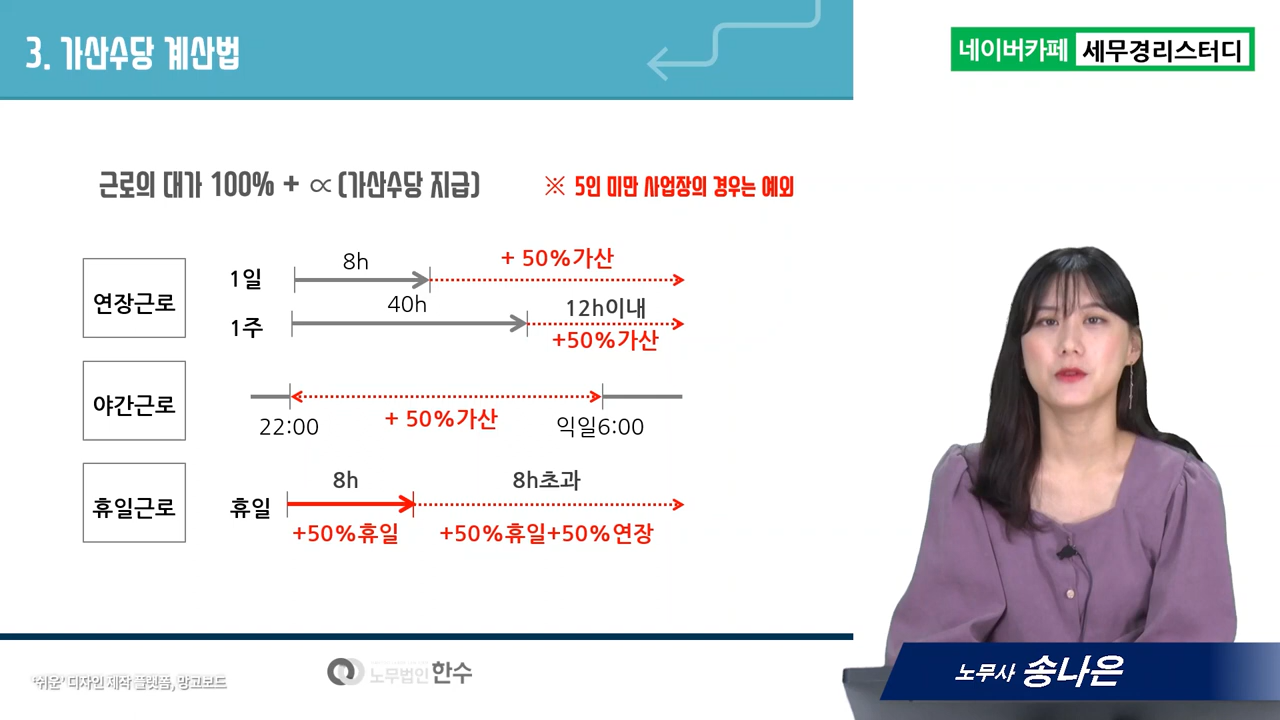 3. 가산수당 계산법
네이버카페 세무경리스터디
근로의 대가 100% + ∝(가산수당 지급)
※ 5인 미만 사업장의 경우는 예외
연장근로
1일
8h
+ 50%가산
1주
40h
12h이내
+50%가산
야간근로
22:00
+ 50%가산
익일6:00
휴일근로
휴일
8h
+50%휴일
8h초과
+50%휴일+50%연장
'쉬운' 디자인 제작 플랫폼, 망고보드
노무법인 한수
노무사 송나은